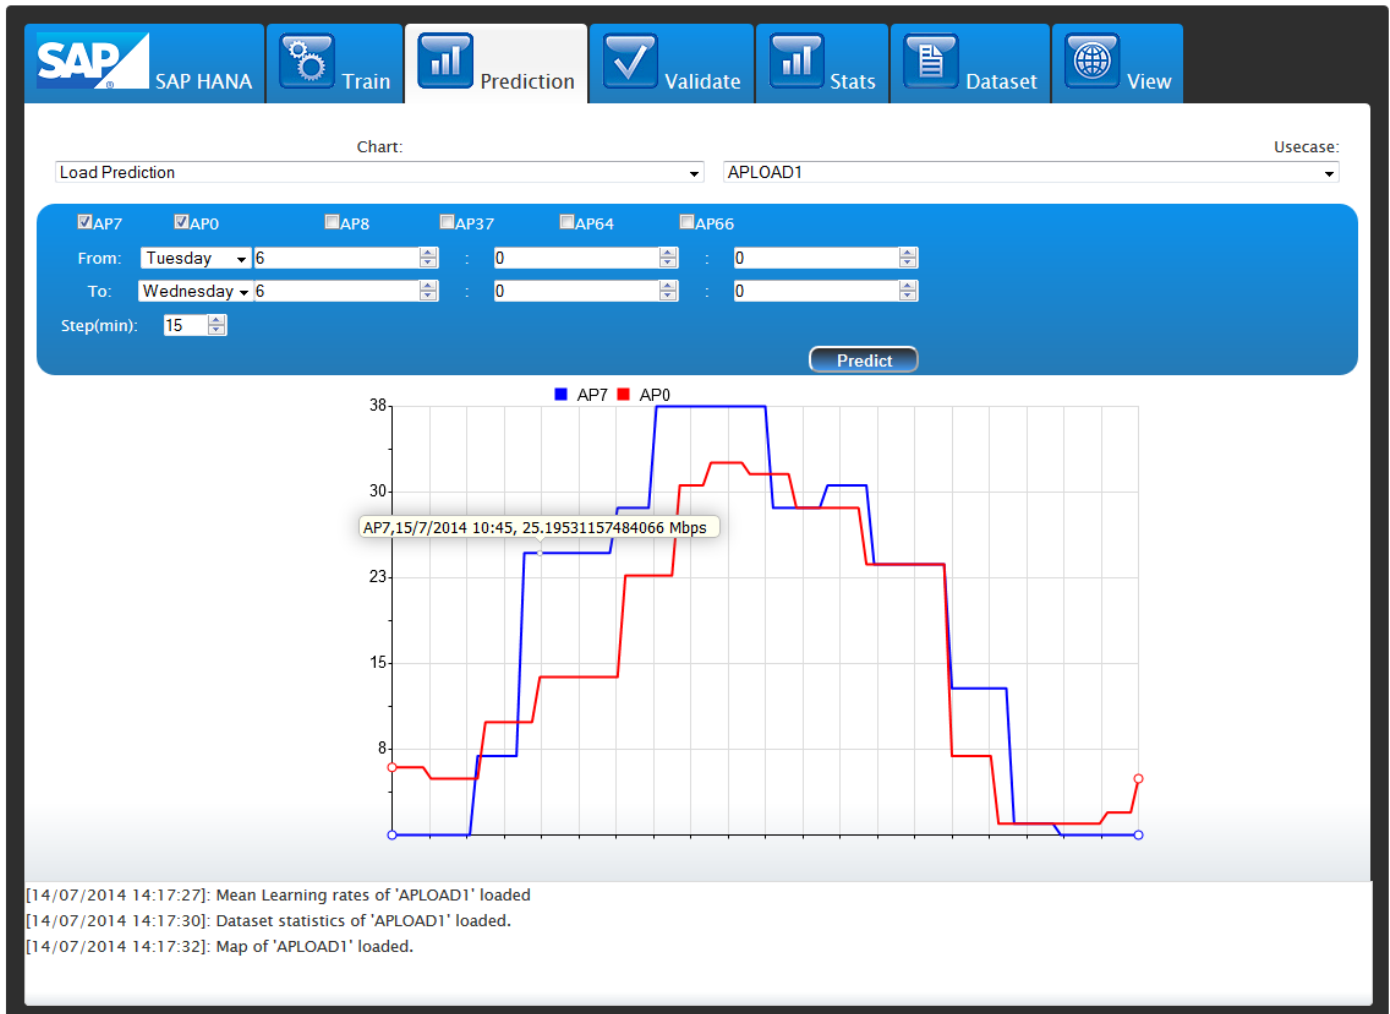 SAP ® SAP HANA Train Prediction Validate Stats Dataset View
Chart: Usecase:
Load Prediction APLOAD1
AP7 AP0 AP8 AP37 AP64 AP66
From: Tuesday 6 : 0 : 0
To: Wednesday 6 : 0 : 0
Step(min): 15
Predict
AP7 AP0
38
30
AP7,15/7/2014 10:45, 25.19531157484066 Mbps
23
15
8
[14/07/2014 14:17:27]: Mean Learning rates of 'APLOAD1' loaded
[14/07/2014 14:17:30]: Dataset statistics of 'APLOAD1' loaded.
[14/07/2014 14:17:32]: Map of 'APLOAD1' loaded.